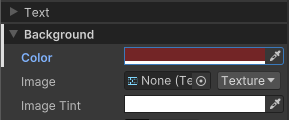 Text
Background
Color
Image None (Te Texture
Image Tint